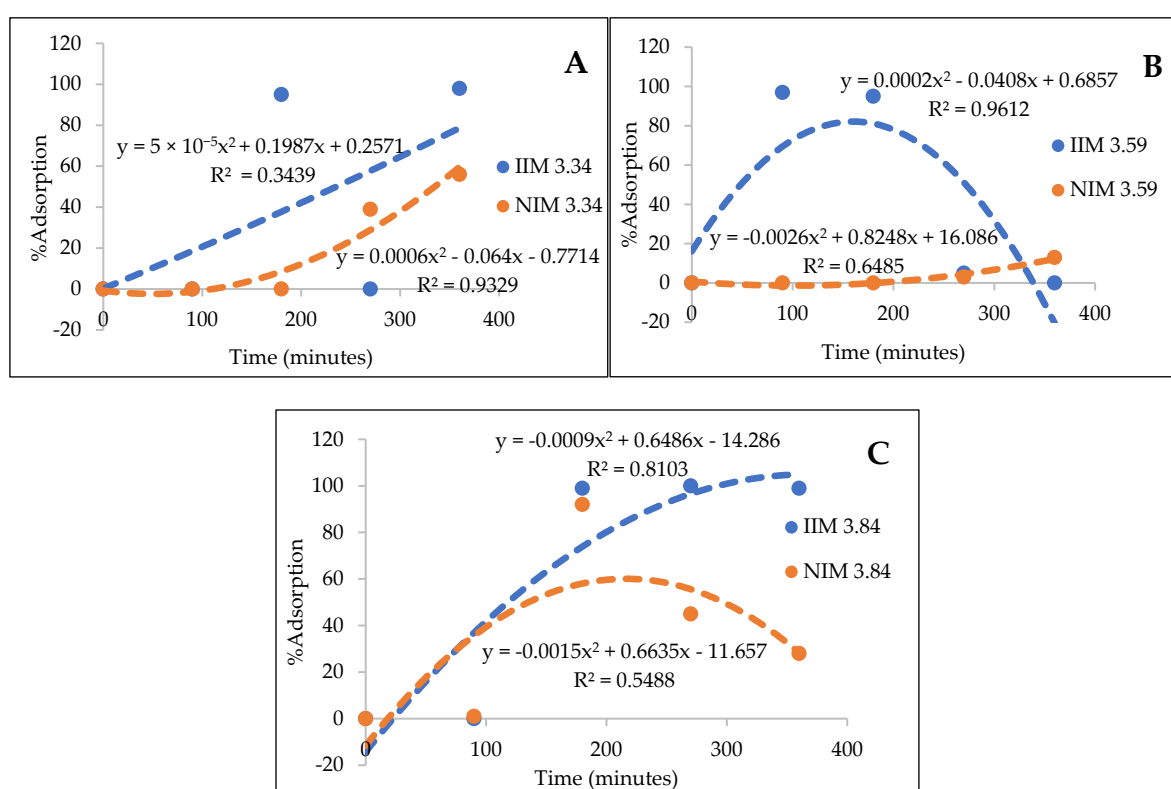 A
120
100
80
60
40
20
0
-20
%Adsorption
y = 5 × 10⁻⁵x² + 0.1987x + 0.2571
R² = 0.3439
IIM 3.34
NIM 3.34
y = 0.0006x² - 0.064x - 0.7714
R² = 0.9329
0 100 200 300 400
Time (minutes)
B
120
100
80
60
40
20
0
-20
%Adsorption
y = 0.0002x² - 0.0408x + 0.6857
R² = 0.9612
IIM 3.59
NIM 3.59
y = -0.0026x² + 0.8248x + 16.086
R² = 0.6485
0 100 200 300 400
Time (minutes)
C
120
100
80
60
40
20
0
-20
%Adsorption
y = -0.0009x² + 0.6486x - 14.286
R² = 0.8103
IIM 3.84
NIM 3.84
y = -0.0015x² + 0.6635x - 11.657
R² = 0.5488
0 100 200 300 400
Time (minutes)